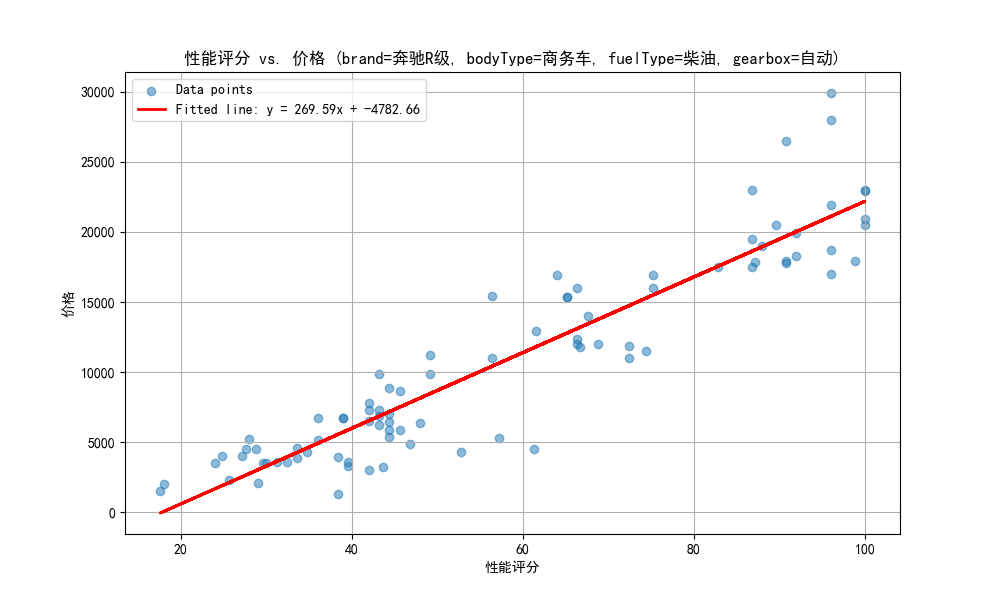 性能评分 vs. 价格 (brand=奔驰R级, bodyType=商务车, fuelType=柴油, gearbox=自动)
Data points
Fitted line: y = 269.59x + -4782.66
30000
25000
20000
15000
10000
5000
0
价格
20 40 60 80 100
性能评分